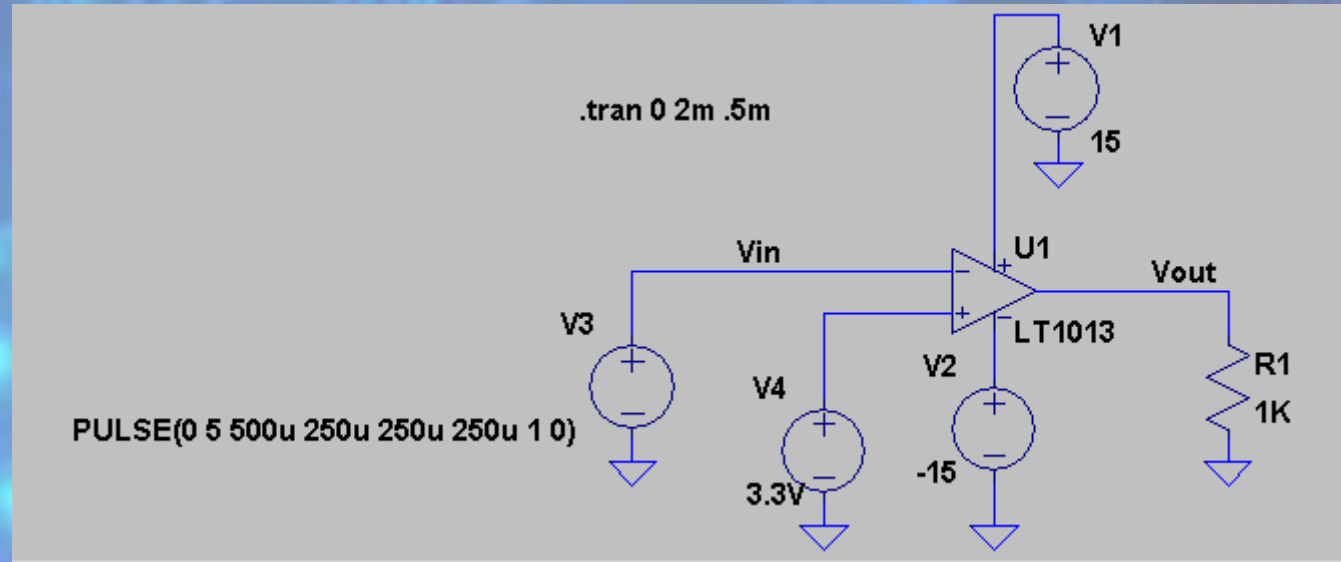 V1
.tran 0 2m .5m
15
Vin
U1
Vout
V3
LT1013
V2
R1
V4
1K
PULSE(0 5 500u 250u 250u 250u 1 0)
-15
3.3V